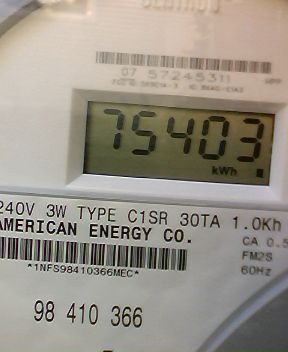 07 57245311
75403
kWh
240V 3W TYPE C1SR 30TA 1.0Kh
AMERICAN ENERGY CO.
CA 0.5
FM2S
60Hz
*1NFS98410366MEC*
98 410 366